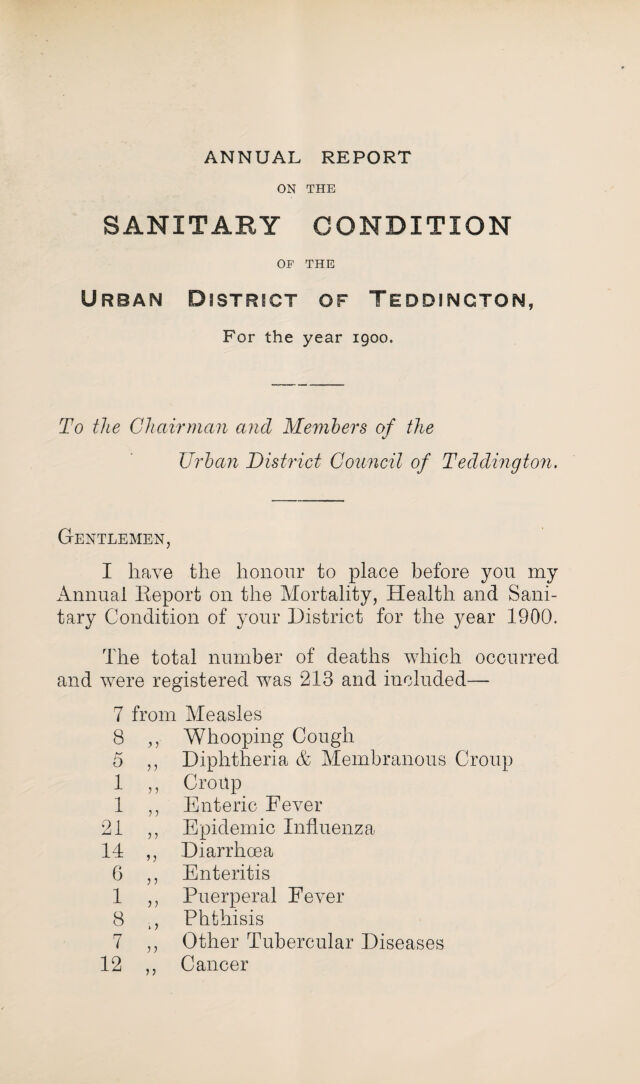 ANNUAL REPORT
ON THE
SANITARY CONDITION
OF THE
URBAN DISTRICT OF TEDDINGTON,
For the year 1900.
To the Chairman and Members of the
Urban District Council of Teddington.
GENTLEMEN,
I have the honour to place before you my
Annual Report on the Mortality, Health and Sani-
tary Condition of your District for the year 1900.
The total number of deaths which occurred
and were registered was 213 and included—
7 from Measles
8 ,, Whooping Cough
5 ,, Diphtheria & Membranous Croup
1 ,, Croup
1 ,, Enteric Fever
21 ,, Epidemic Influenza
14 ,, Diarrhœa
6 ,, Enteritis
1 ,, Puerperal Fever
8 ,, Phthisis
7 ,, Other Tubercular Diseases
12 ,, Cancer